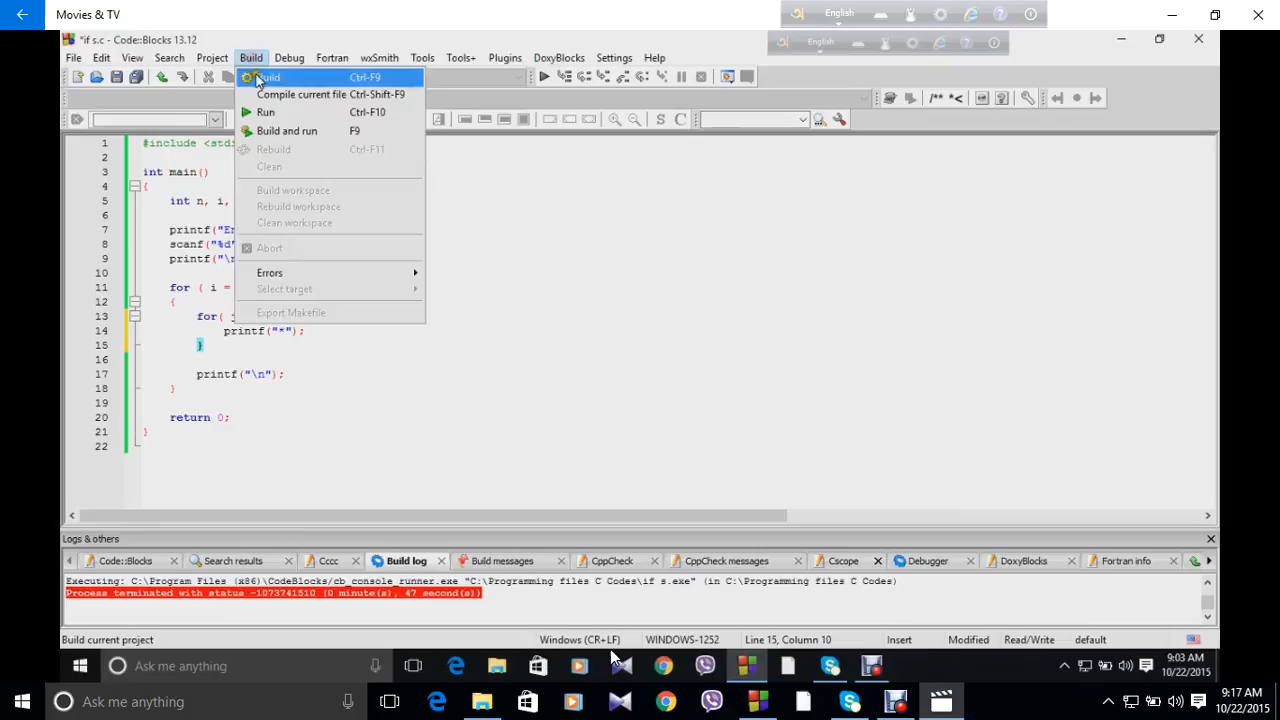 Movies & TV
English
English
*if s.c - Code::Blocks 13.12
File Edit View Search Project Build Debug Fortran wxSmith Tools Tools+ Plugins DoxyBlocks Settings Help
Build Ctrl-F9
Compile current file Ctrl-Shift-F9
Run Ctrl-F10
Build and run F9
Rebuild Ctrl-F11
Clean
Build workspace
Rebuild workspace
Clean workspace
Abort
Errors
Select target
Export Makefile
/** *<
S C
1 #include <stdi
2
3 int main()
4 {
5 int n, i,
6
7 printf("En
8 scanf("%d"
9 printf("\n
10
11 for ( i =
12 {
13 for(
14 printf("*");
15 }
16
17 printf("\n");
18 }
19
20 return 0;
21 }
22
Logs & others
Code::Blocks Search results Cccc Build log Build messages CppCheck CppCheck messages Cscope Debugger DoxyBlocks Fortran info
Executing: C:\Program Files (x86)\CodeBlocks/cb_console_runner.exe "C:\Programming files C Codes\if s.exe" (in C:\Programming files C Codes)
Process terminated with status -1073741510 (0 minute(s), 47 second(s))
Build current project Windows (CR+LF) WINDOWS-1252 Line 15, Column 10 Insert Modified Read/Write default
Ask me anything 9:03 AM
10/22/2015
Ask me anything 9:17 AM
10/22/2015